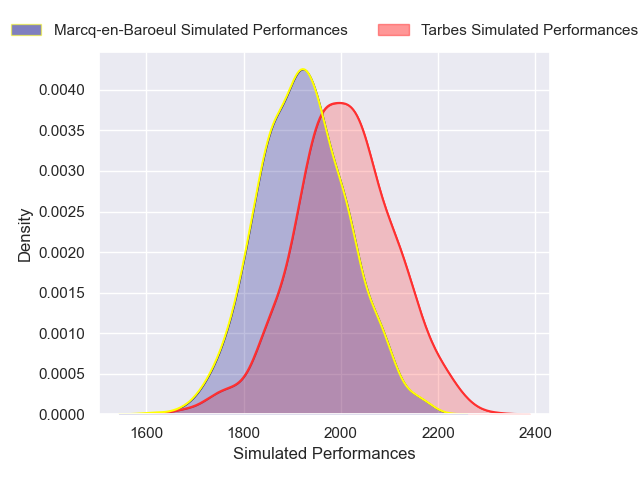 Marcq-en-Baroeul Simulated Performances
Tarbes Simulated Performances
0.0040
0.0035
0.0030
0.0025
0.0020
0.0015
0.0010
0.0005
0.0000
Density
1600 1800 2000 2200 2400
Simulated Performances